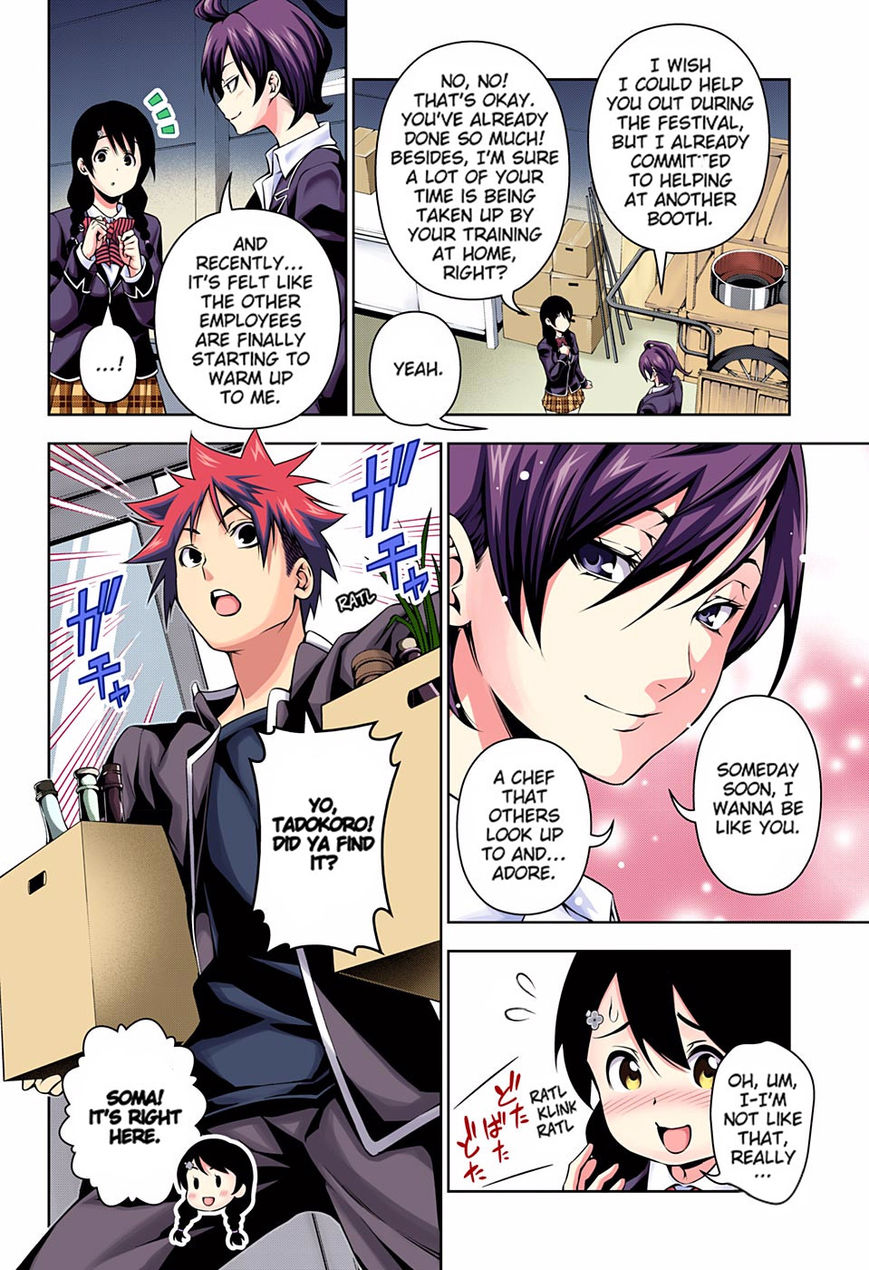 I WISH
I COULD HELP
YOU OUT DURING
THE FESTIVAL,
BUT I ALREADY
COMMITTED
TO HELPING
AT ANOTHER
BOOTH.
NO, NO!
THAT'S OKAY.
YOU'VE ALREADY
DONE SO MUCH!
BESIDES, I'M SURE
A LOT OF YOUR
TIME IS BEING
TAKEN UP BY
YOUR TRAINING
AT HOME,
RIGHT?
YEAH.
AND
RECENTLY...
IT'S FELT LIKE
THE OTHER
EMPLOYEES
ARE FINALLY
STARTING TO
WARM UP
TO ME.
...!
SOMEDAY
SOON, I
WANNA BE
LIKE YOU.
A CHEF
THAT
OTHERS
LOOK UP
TO AND...
ADORE.
OH, UM,
I-I'M
NOT LIKE
THAT,
REALLY
...
RATL
KLINK
RATL
どた
ばた
どた
ガチャ
RATL
ガチャ
YO,
TADOKORO!
DID YA FIND
IT?
SOMA!
IT'S RIGHT
HERE.